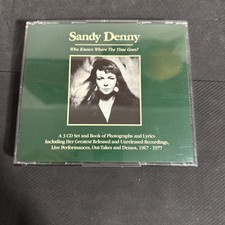 Sandy Denny
Who Knows Where The Time Goes?
A 3 CD Set and Book of Photographs and Lyrics
Including Her Greatest Released and Unreleased Recordings,
Live Performances, Out Takes and Demos, 1967 - 1977